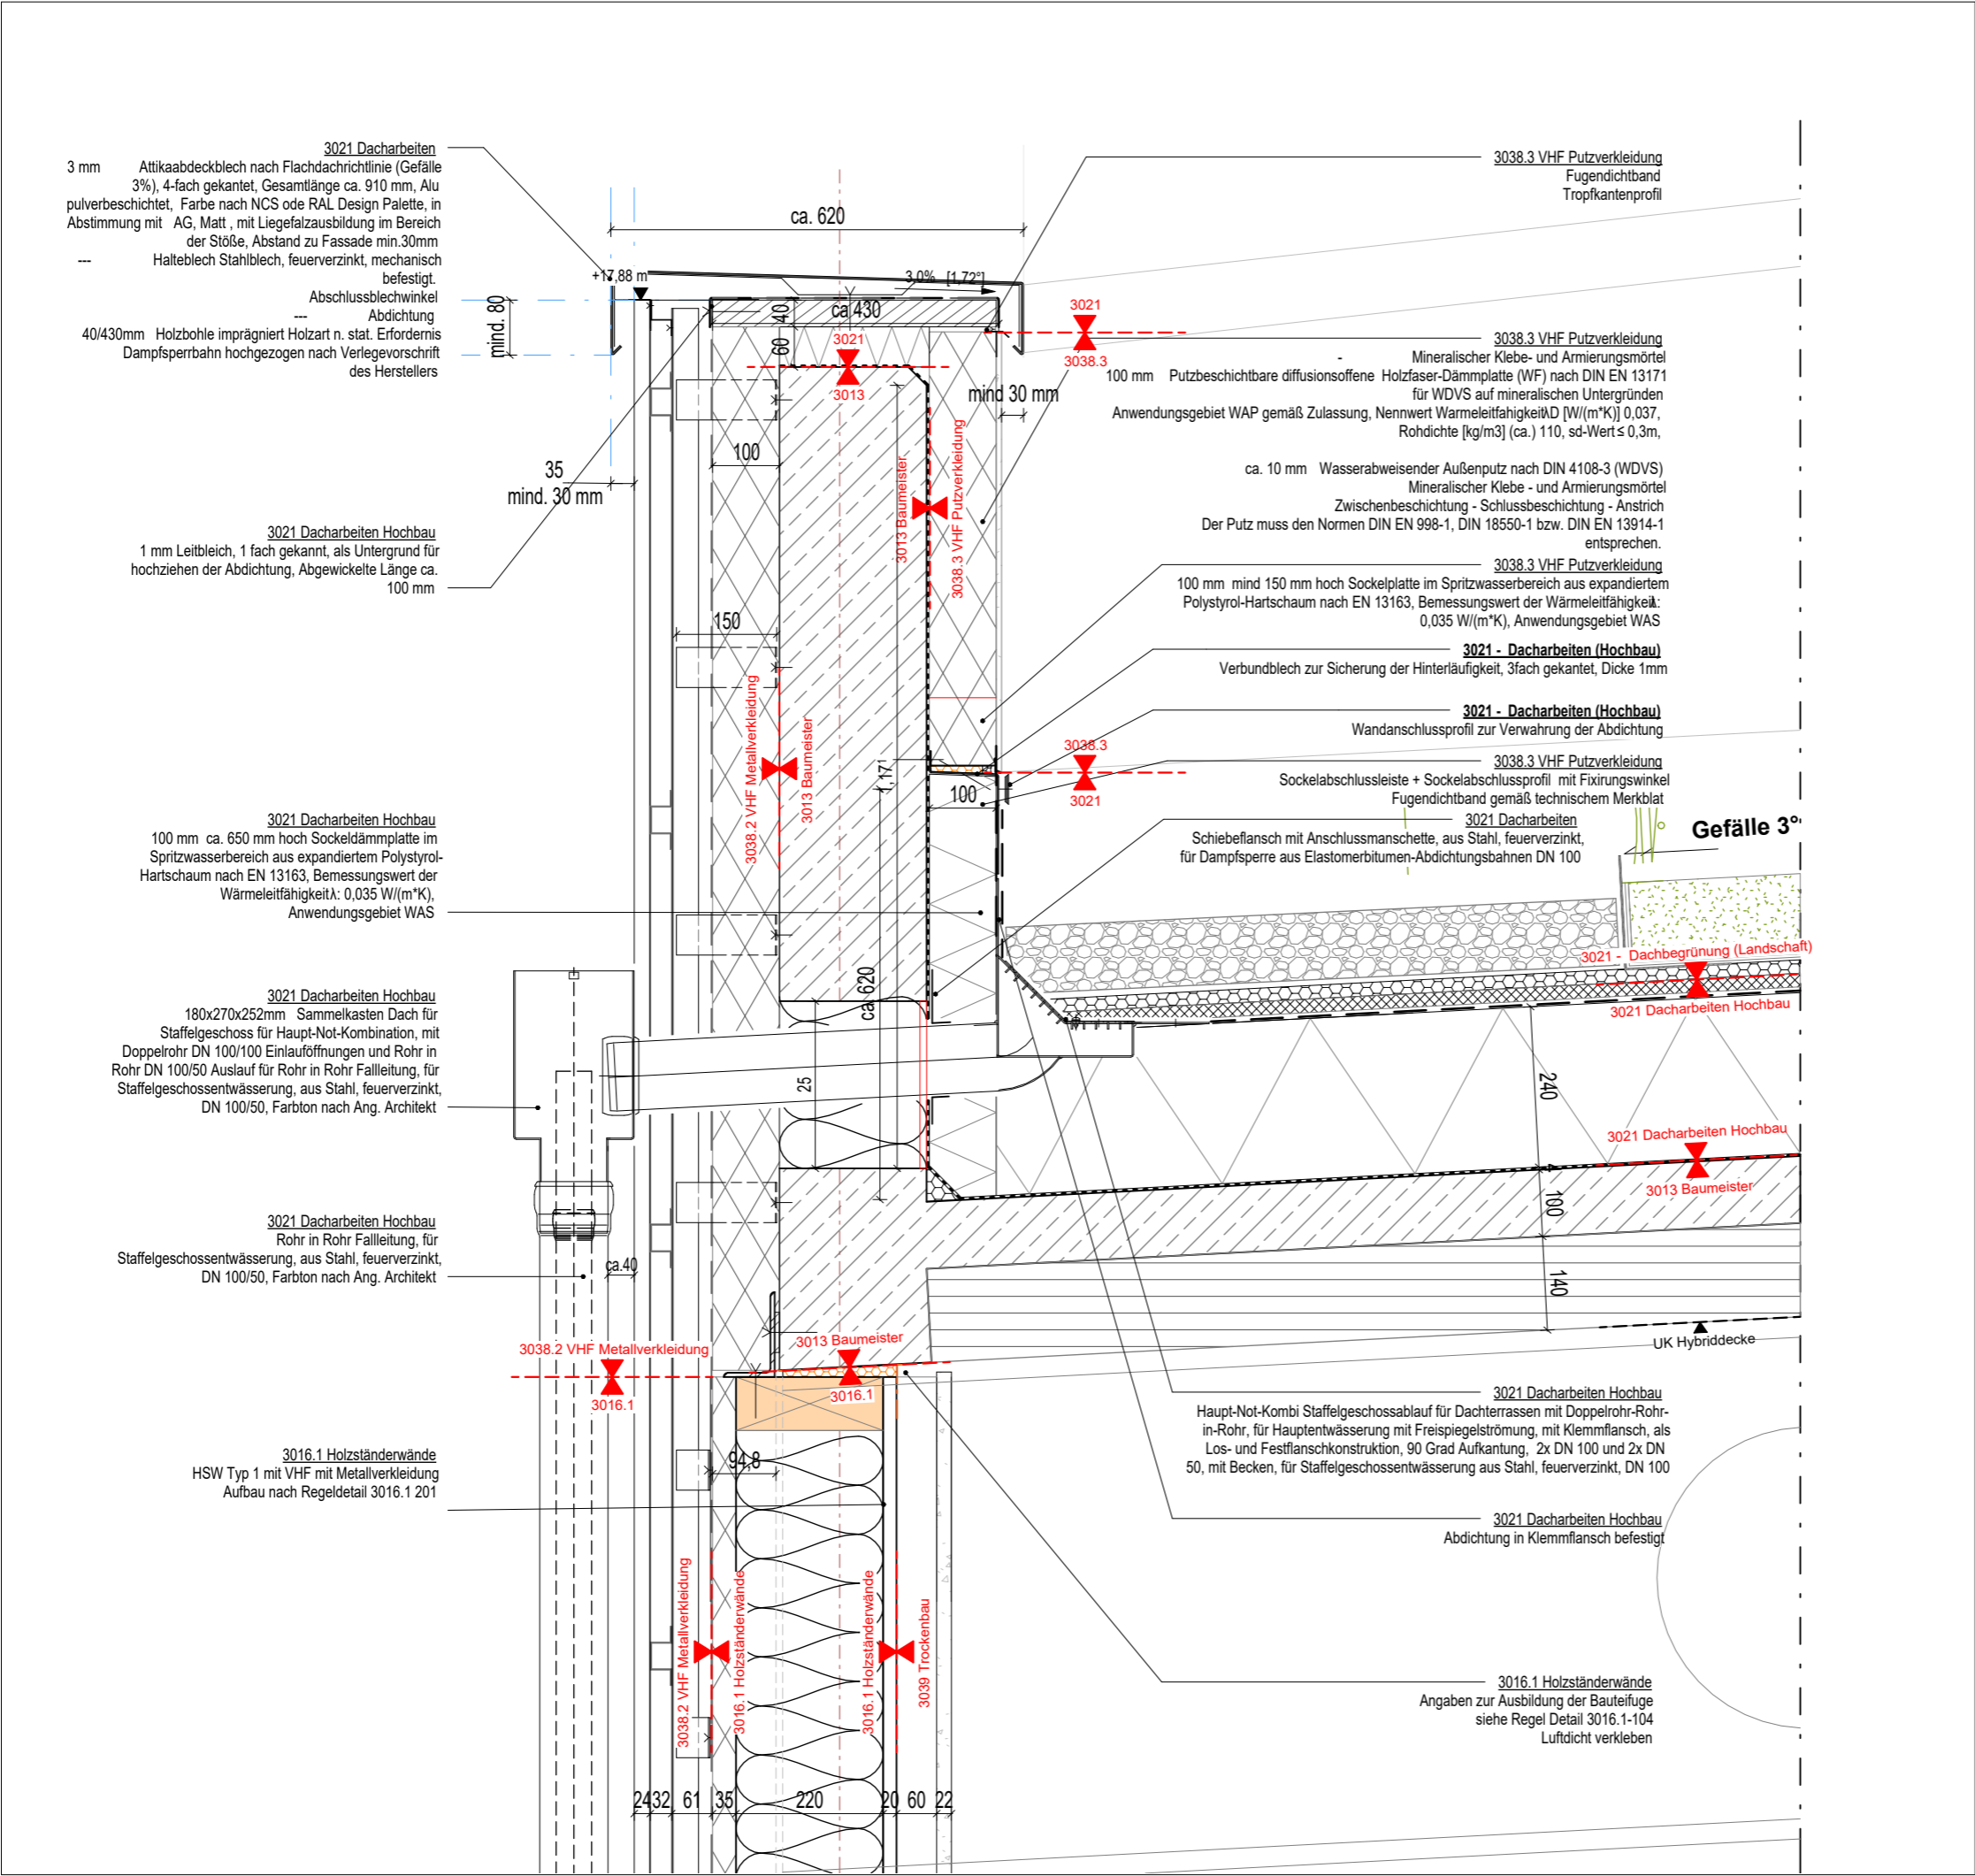 3021 Dacharbeiten
3 mm Attikaabdeckblech nach Flachdachrichtlinie (Gefälle
3%), 4-fach gekantet, Gesamtlänge ca. 910 mm, Alu
pulverbeschichtet, Farbe nach NCS ode RAL Design Palette, in
Abstimmung mit AG, Matt , mit Liegefalzausbildung im Bereich
der Stöße, Abstand zu Fassade min.30mm
--- Halteblech Stahlblech, feuerverzinkt, mechanisch
befestigt.
Abschlussblechwinkel
--- Abdichtung
40/430mm Holzbohle imprägniert Holzart n. stat. Erfordernis
Dampfsperrbahn hochgezogen nach Verlegevorschrift
des Herstellers
3021 Dacharbeiten Hochbau
1 mm Leitbleich, 1 fach gekannt, als Untergrund für
hochziehen der Abdichtung, Abgewickelte Länge ca.
100 mm
3021 Dacharbeiten Hochbau
100 mm ca. 650 mm hoch Sockeldämmplatte im
Spritzwasserbereich aus expandiertem Polystyrol-
Hartschaum nach EN 13163, Bemessungswert der
Wärmeleitfähigkeitλ: 0,035 W/(m*K),
Anwendungsgebiet WAS
3021 Dacharbeiten Hochbau
180x270x252mm Sammelkasten Dach für
Staffelgeschoss für Haupt-Not-Kombination, mit
Doppelrohr DN 100/100 Einlauföffnungen und Rohr in
Rohr DN 100/50 Auslauf für Rohr in Rohr Fallleitung, für
Staffelgeschossentwässerung, aus Stahl, feuerverzinkt,
DN 100/50, Farbton nach Ang. Architekt
3021 Dacharbeiten Hochbau
Rohr in Rohr Fallleitung, für
Staffelgeschossentwässerung, aus Stahl, feuerverzinkt,
DN 100/50, Farbton nach Ang. Architekt
3016.1 Holzständerwände
HSW Typ 1 mit VHF mit Metallverkleidung
Aufbau nach Regeldetail 3016.1 201
ca. 620
+17,88 m
3,0% [1,72°]
mind. 80
40
ca 430
60
3021
3013
3021
3038.3
mind 30 mm
100
35
mind. 30 mm
3013 Baumeister
3038.3 VHF Putzverkleidung
150
3038.2 VHF Metallverkleidung
3013 Baumeister
1,17¹
100
3038.3
3021
ca. 620
25
ca.40
3038.2 VHF Metallverkleidung
3016.1
3013 Baumeister
3016.1
94,8
3038.2 VHF Metallverkleidung
3016.1 Holzständerwände
3016.1 Holzständerwände
3039 Trockenbau
24 32 61 35 220 20 60 22
3038.3 VHF Putzverkleidung
Fugendichtband
Tropfkantenprofil
3038.3 VHF Putzverkleidung
- Mineralischer Klebe- und Armierungsmörtel
100 mm Putzbeschichtbare diffusionsoffene Holzfaser-Dämmplatte (WF) nach DIN EN 13171
für WDVS auf mineralischen Untergründen
Anwendungsgebiet WAP gemäß Zulassung, Nennwert WarmeleitfahigkeitλD [W/(m*K)] 0,037,
Rohdichte [kg/m3] (ca.) 110, sd-Wert ≤ 0,3m,
ca. 10 mm Wasserabweisender Außenputz nach DIN 4108-3 (WDVS)
Mineralischer Klebe - und Armierungsmörtel
Zwischenbeschichtung - Schlussbeschichtung - Anstrich
Der Putz muss den Normen DIN EN 998-1, DIN 18550-1 bzw. DIN EN 13914-1
entsprechen.
3038.3 VHF Putzverkleidung
100 mm mind 150 mm hoch Sockelplatte im Spritzwasserbereich aus expandiertem
Polystyrol-Hartschaum nach EN 13163, Bemessungswert der Wärmeleitfähigkeitλ:
0,035 W/(m*K), Anwendungsgebiet WAS
3021 - Dacharbeiten (Hochbau)
Verbundblech zur Sicherung der Hinterläufigkeit, 3fach gekantet, Dicke 1mm
3021 - Dacharbeiten (Hochbau)
Wandanschlussprofil zur Verwahrung der Abdichtung
3038.3 VHF Putzverkleidung
Sockelabschlussleiste + Sockelabschlussprofil mit Fixirungswinkel
Fugendichtband gemäß technischem Merkblat
3021 Dacharbeiten
Schiebeflansch mit Anschlussmanschette, aus Stahl, feuerverzinkt,
für Dampfsperre aus Elastomerbitumen-Abdichtungsbahnen DN 100
Gefälle 3°
3021 - Dachbegrünung (Landschaft)
3021 Dacharbeiten Hochbau
240
3021 Dacharbeiten Hochbau
3013 Baumeister
4
100
140
UK Hybriddecke
3021 Dacharbeiten Hochbau
Haupt-Not-Kombi Staffelgeschossablauf für Dachterrassen mit Doppelrohr-Rohr-
in-Rohr, für Hauptentwässerung mit Freispiegelströmung, mit Klemmflansch, als
Los- und Festflanschkonstruktion, 90 Grad Aufkantung, 2x DN 100 und 2x DN
50, mit Becken, für Staffelgeschossentwässerung aus Stahl, feuerverzinkt, DN 100
3021 Dacharbeiten Hochbau
Abdichtung in Klemmflansch befestigt
3016.1 Holzständerwände
Angaben zur Ausbildung der Bauteifuge
siehe Regel Detail 3016.1-104
Luftdicht verkleben